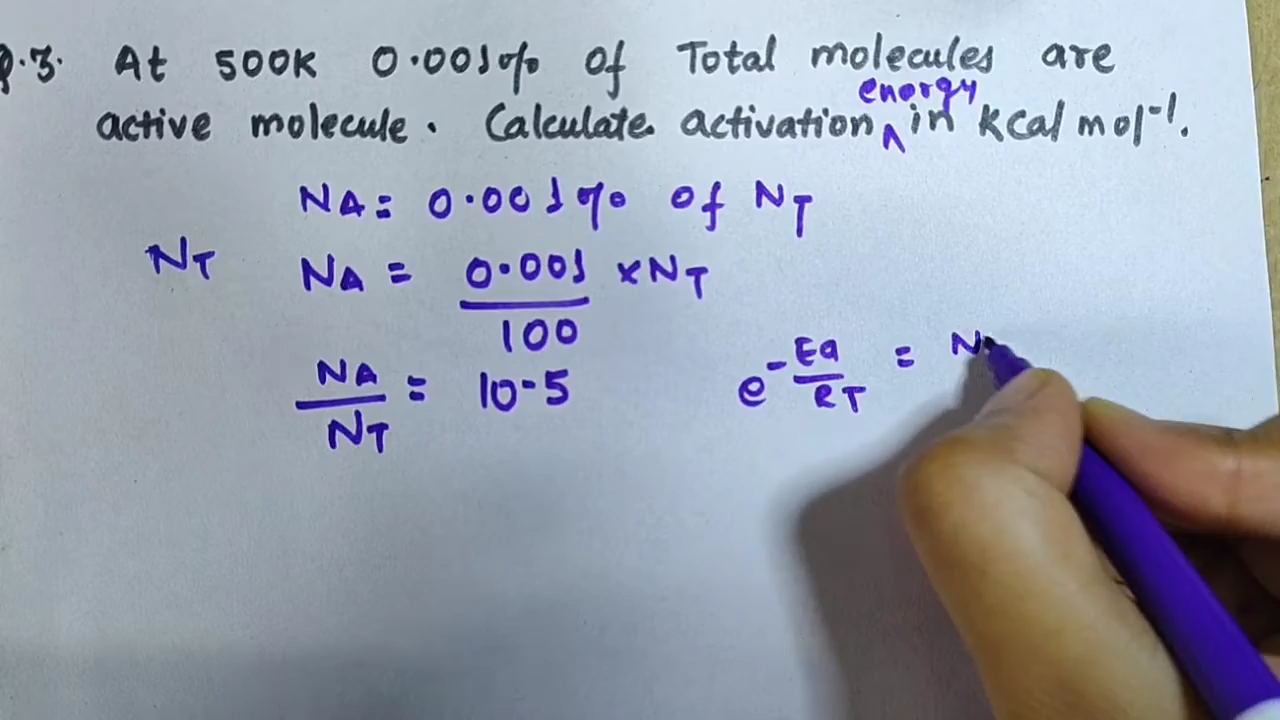 Q.3. At 500K 0.001% of Total molecules are
energy
active molecule. Calculate activation ∧ in kcal mol-1.
NA = 0.001% of NT
NT NA = 0.001 / 100 × NT
NA / NT = 10-5
e-Ea/RT = N